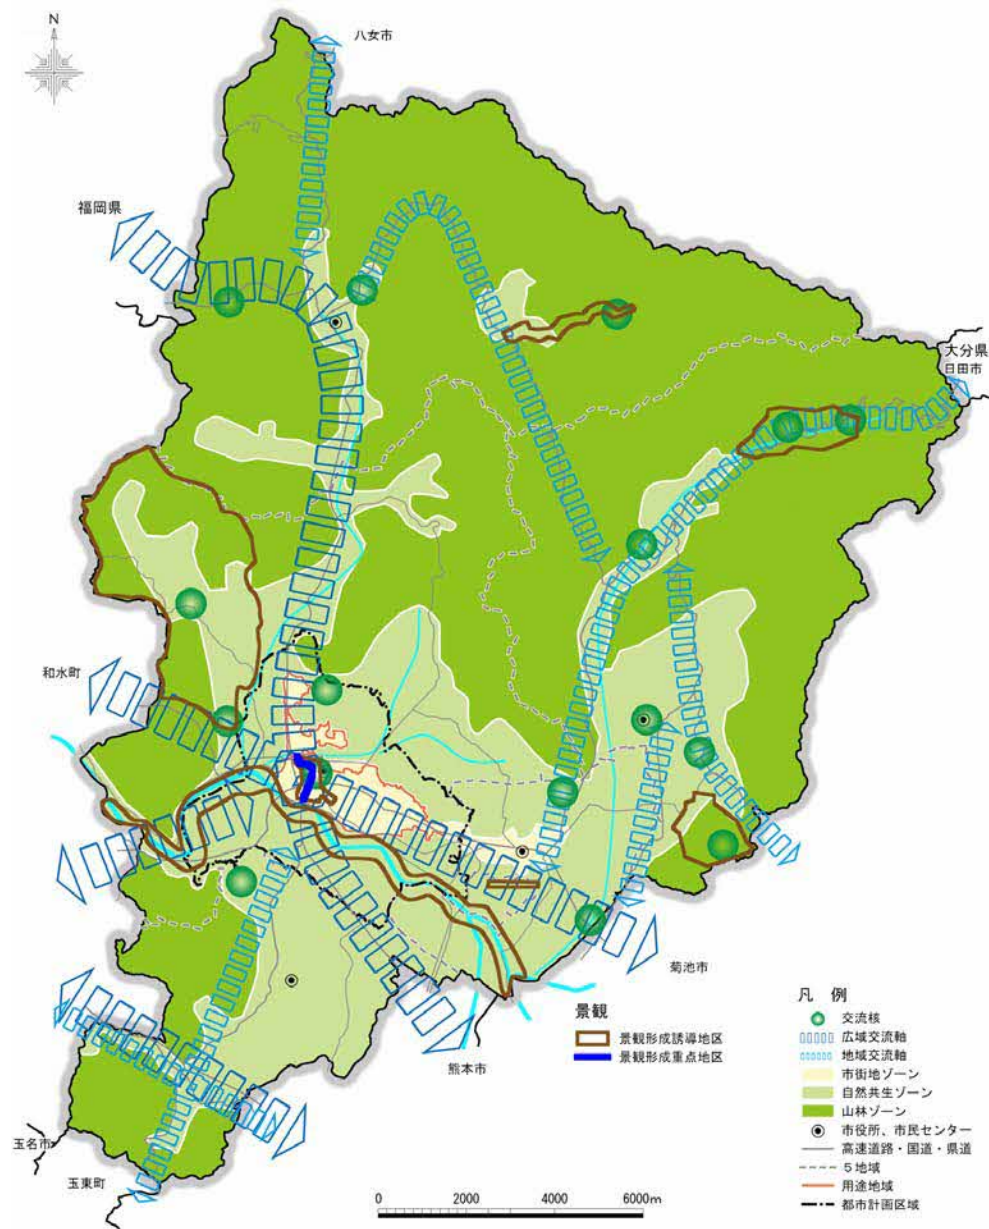 N
八女市
福岡県
大分県
日田市
和水町
菊池市
熊本市
玉名市
玉東町
景観
景観形成誘導地区
景観形成重点地区
凡 例
交流核
広域交流軸
地域交流軸
市街地ゾーン
自然共生ゾーン
山林ゾーン
市役所、市民センター
高速道路・国道・県道
5地域
用途地域
都市計画区域
0 2000 4000 6000m